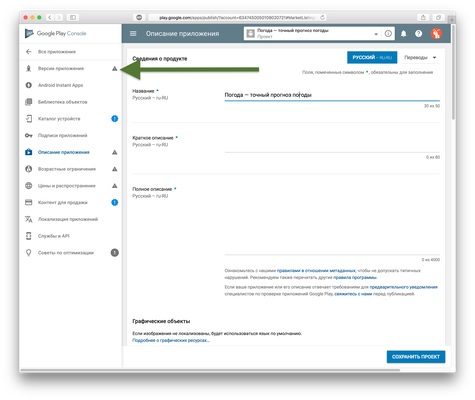 play.google.com/apps/publish/?account=
Google Play Console
Описание приложения
Погода — точный прогноз погоды
Проект
Все приложения
Версии приложения
Android Instant Apps
Библиотека объектов
Каталог устройств
Подписи приложений
Описание приложения
Возрастные ограничения
Цены и распространение
Контент для продажи
Локализация приложений
Службы и API
Советы по оптимизации
Сведения о продукте
РУССКИЙ – RU-RU
Переводы
Поля, помеченные символом *, обязательны для заполнения
Название *
Русский – ru-RU
Погода — точный прогноз погоды
30 из 50
Краткое описание *
Русский – ru-RU
0 из 80
Полное описание *
Русский – ru-RU
0 из 4000
Ознакомьтесь с нашими правилами в отношении метаданных, чтобы не допускать типичных
нарушений. Рекомендуем также перечитать другие правила программы.
Если ваше приложение или его описание отвечает требованиям для предварительного уведомления
специалистов по проверке приложений Google Play, свяжитесь с нами перед публикацией.
Графические объекты
Если изображения не локализованы, будет использоваться язык по умолчанию.
Подробнее о графических ресурсах…
СОХРАНИТЬ ПРОЕКТ